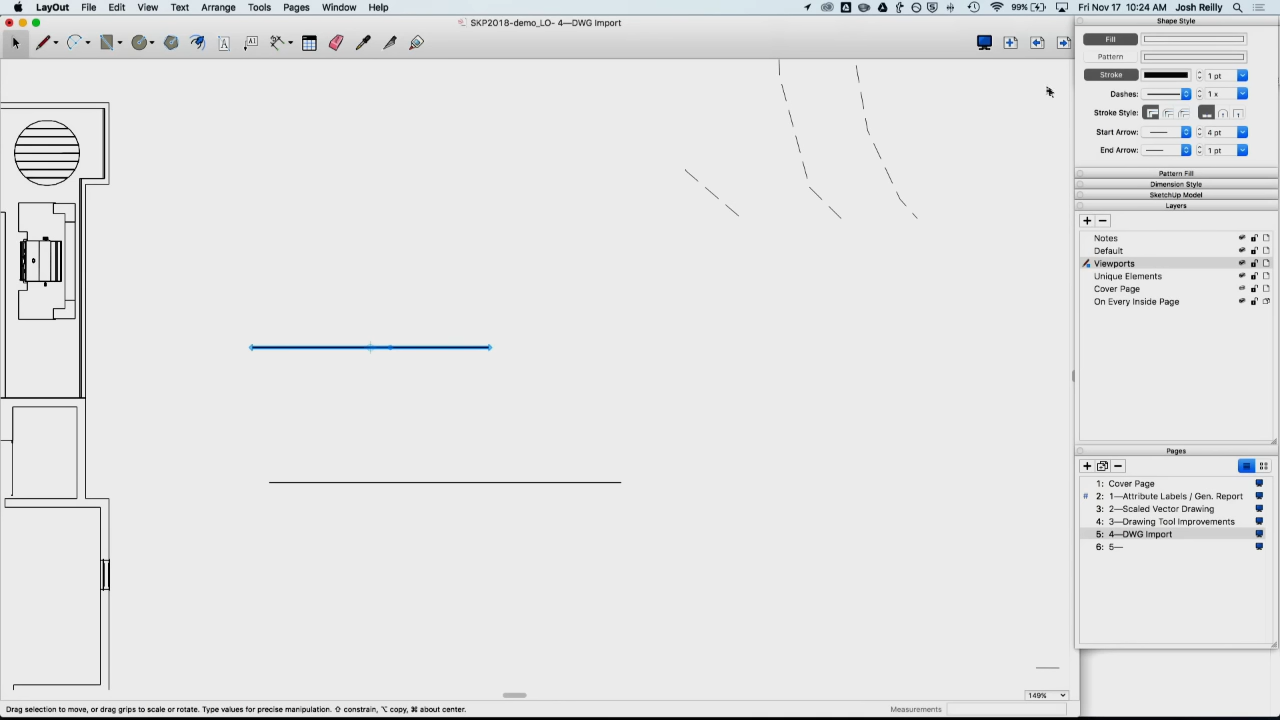 LayOut File Edit View Text Arrange Tools Pages Window Help
99% Fri Nov 17 10:24 AM Josh Reilly
SKP2018-demo_LO- 4—DWG Import
Shape Style
Fill
Pattern
Stroke 1 pt
Dashes: 1 x
Stroke Style:
Start Arrow: 4 pt
End Arrow: 1 pt
Pattern Fill
Dimension Style
SketchUp Model
Layers
Notes
Default
Viewports
Unique Elements
Cover Page
On Every Inside Page
Pages
1: Cover Page
# 2: 1—Attribute Labels / Gen. Report
3: 2—Scaled Vector Drawing
4: 3—Drawing Tool Improvements
5: 4—DWG Import
6: 5—
149%
Drag selection to move, or drag grips to scale or rotate. Type values for precise manipulation. ⇧ constrain, ⌥ copy, ⌘ about center.
Measurements